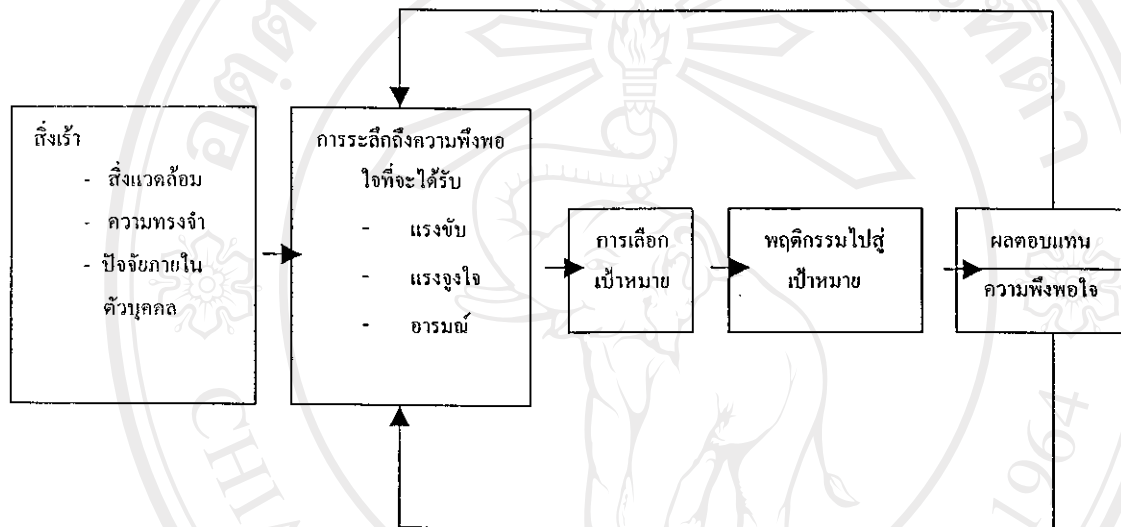 สิ่งเร้า
- สิ่งแวดล้อม
- ความทรงจำ
- ปัจจัยภายใน
ตัวบุคคล
การระลึกถึงความพึงพอ
ใจที่จะได้รับ
- แรงขับ
- แรงจูงใจ
- อารมณ์
การเลือก
เป้าหมาย
พฤติกรรมไปสู่
เป้าหมาย
ผลตอบแทน
ความพึงพอใจ
1964